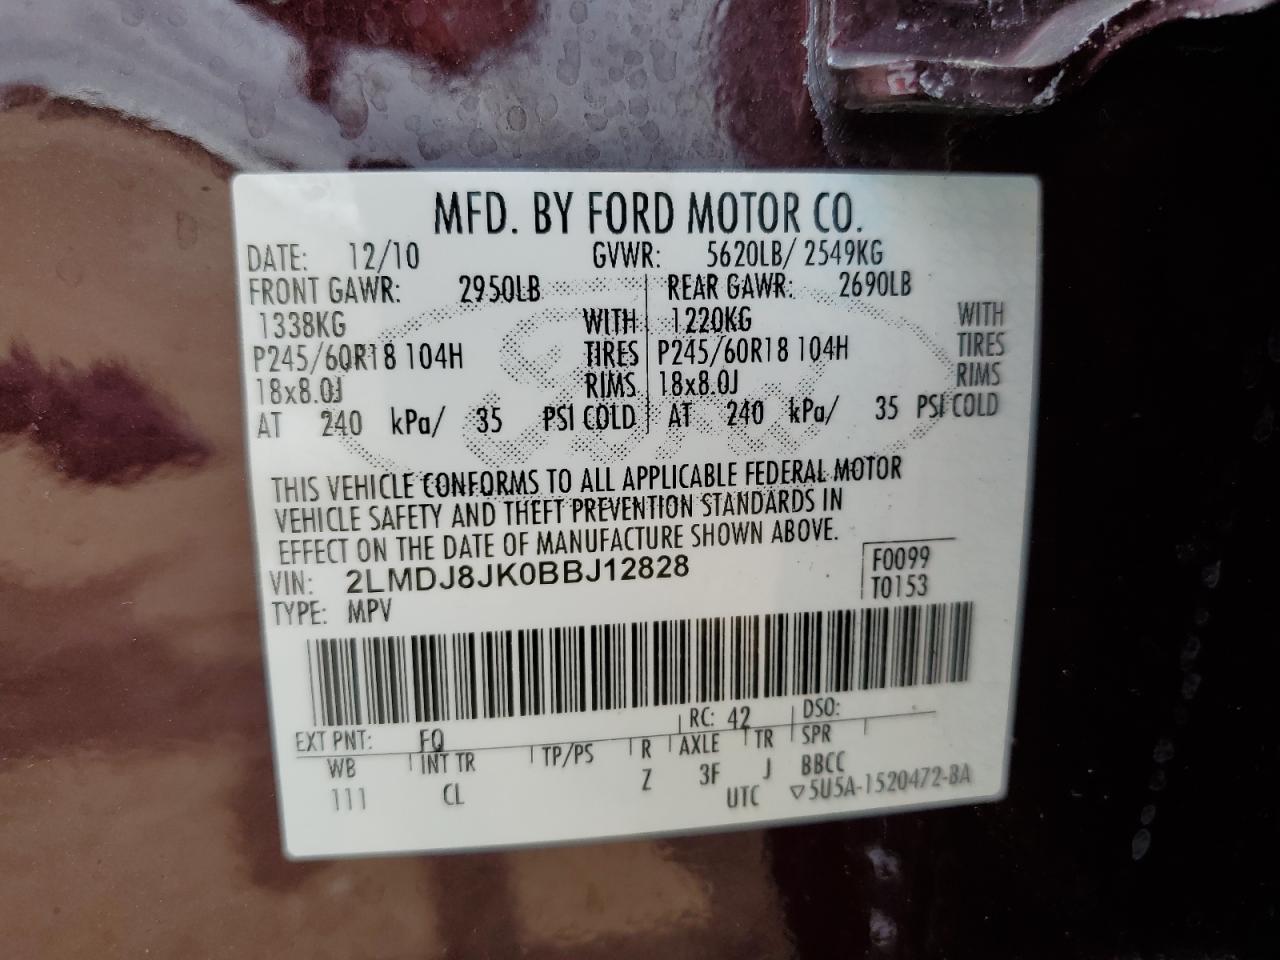 MFD. BY FORD MOTOR CO.
DATE: 12/10 GVWR: 5620LB/ 2549KG
FRONT GAWR: 2950LB REAR GAWR: 2690LB
1338KG WITH 1220KG WITH
P245/60R18 104H TIRES P245/60R18 104H TIRES
18x8.0J RIMS 18x8.0J RIMS
AT 240 kPa/ 35 PSI COLD AT 240 kPa/ 35 PSI COLD
THIS VEHICLE CONFORMS TO ALL APPLICABLE FEDERAL MOTOR
VEHICLE SAFETY AND THEFT PREVENTION STANDARDS IN
EFFECT ON THE DATE OF MANUFACTURE SHOWN ABOVE.
VIN: 2LMDJ8JK0BBJ12828 F0099
TYPE: MPV T0153
EXT PNT: FQ RC: 42 DSO:
WB INT TR TP/PS R AXLE TR SPR
111 CL Z 3F J BBCC
UTC ▽5U5A-1520472-BA